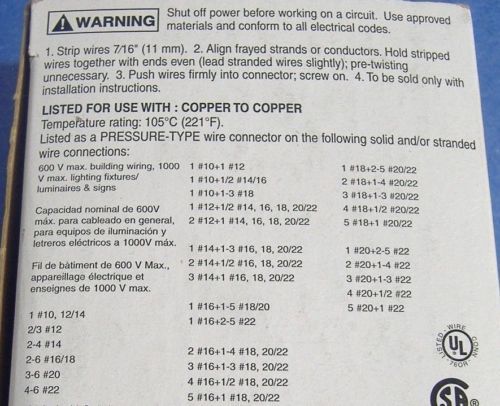 WARNING
Shut off power before working on a circuit. Use approved
materials and conform to all electrical codes.
1. Strip wires 7/16" (11 mm). 2. Align frayed strands or conductors. Hold stripped
wires together with ends even (lead stranded wires slightly); pre-twisting
unnecessary. 3. Push wires firmly into connector; screw on. 4. To be sold only with
installation instructions.
LISTED FOR USE WITH : COPPER TO COPPER
Temperature rating: 105°C (221°F).
Listed as a PRESSURE-TYPE wire connector on the following solid and/or stranded
wire connections:
600 V max. building wiring, 1000
V max. lighting fixtures/
luminaires & signs
Capacidad nominal de 600V
máx. para cableado en general,
para equipos de iluminación y
letreros eléctricos a 1000V máx.
Fil de bâtiment de 600 V Max.,
appareillage électrique et
enseignes de 1000 V max.
1 #10, 12/14
2/3 #12
2-4 #14
2-6 #16/18
3-6 #20
4-6 #22
1 #10+1 #12
1 #10+1/2 #14/16
1 #10+1-3 #18
1 #12+1/2 #14, 16, 18, 20/22
2 #12+1 #14, 16, 18, 20/22
1 #14+1-3 #16, 18, 20/22
2 #14+1/2 #16, 18, 20/22
3 #14+1 #16, 18, 20/22
1 #16+1-5 #18/20
1 #16+2-5 #22
2 #16+1-4 #18, 20/22
3 #16+1-3 #18, 20/22
4 #16+1/2 #18, 20/22
5 #16+1 #18, 20/22
1 #18+2-5 #20/22
2 #18+1-4 #20/22
3 #18+1-3 #20/22
4 #18+1/2 #20/22
5 #18+1 #20/22
1 #20+2-5 #22
2 #20+1-4 #22
3 #20+1-3 #22
4 #20+1/2 #22
5 #20+1 #22
LISTED WIRE CONN.
UL